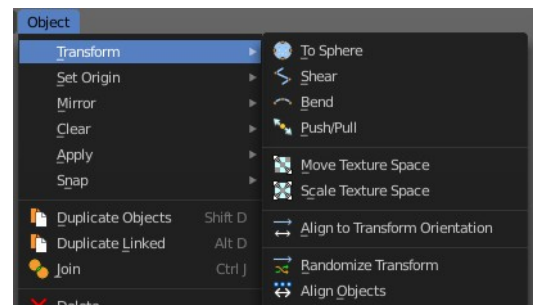 Object
Transform
Set Origin
Mirror
Clear
Apply
Snap
Duplicate Objects Shift D
Duplicate Linked Alt D
Join Ctrl J
Delete
To Sphere
Shear
Bend
Push/Pull
Move Texture Space
Scale Texture Space
Align to Transform Orientation
Randomize Transform
Align Objects